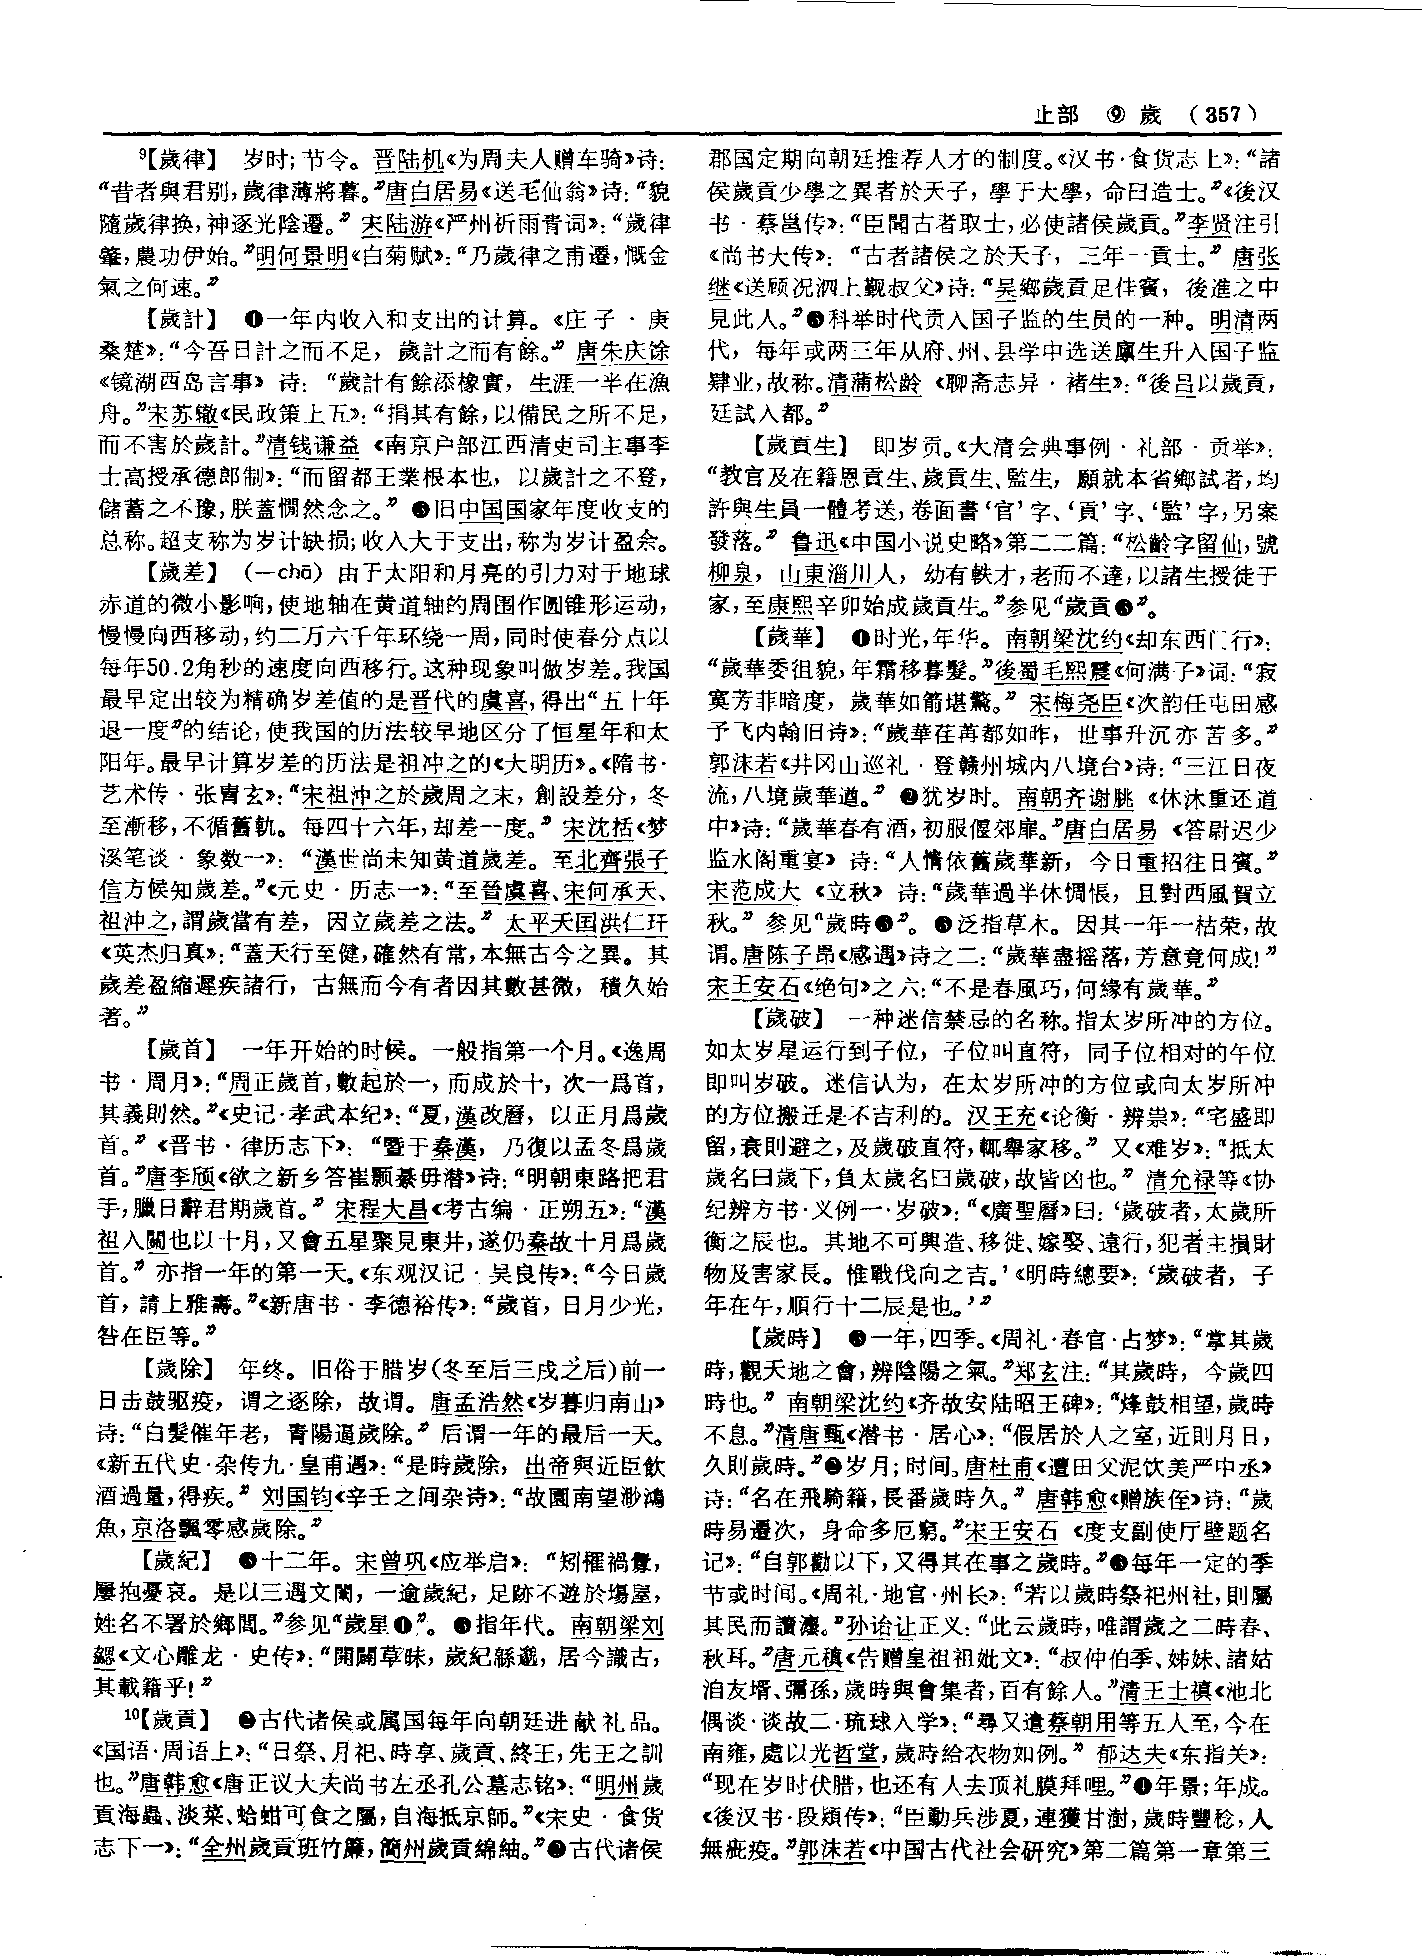 止部 ⑨ 歲 (357)
⁹【歲律】 岁时；节令。晋陆机《为周夫人赠车骑》诗：
“昔者與君别，歲律薄將暮。”唐白居易《送毛仙翁》诗：“貌
隨歲律换，神逐光陰遷。” 宋陆游《严州祈雨青词》：“歲律
肇，農功伊始。”明何景明《白菊赋》：“乃歲律之甫遷，慨金
氣之何速。”
【歲計】 ❶一年内收入和支出的计算。《庄子·庚
桑楚》：“今吾日計之而不足，歲計之而有餘。” 唐朱庆馀
《镜湖西岛言事》诗：“歲計有餘添橡實，生涯一半在漁
舟。”宋苏辙《民政策上五》：“捐其有餘，以備民之所不足，
而不害於歲計。”清钱谦益《南京户部江西清吏司主事李
士高授承德郎制》：“而留都王業根本也，以歲計之不登，
儲蓄之不豫，朕蓋憪然念之。” ❷旧中国国家年度收支的
总称。超支称为岁计缺损；收入大于支出，称为岁计盈余。
【歲差】（—chā）由于太阳和月亮的引力对于地球
赤道的微小影响，使地轴在黄道轴的周围作圆锥形运动，
慢慢向西移动，约二万六千年环绕一周，同时使春分点以
每年50.2角秒的速度向西移行。这种现象叫做岁差。我国
最早定出较为精确岁差值的是晋代的虞喜，得出“五十年
退一度”的结论，使我国的历法较早地区分了恒星年和太
阳年。最早计算岁差的历法是祖冲之的《大明历》。《隋书·
艺术传·张胄玄》：“宋祖冲之於歲周之末，創設差分，冬
至漸移，不循舊軌。每四十六年，却差一度。” 宋沈括《梦
溪笔谈·象数一》：“漢世尚未知黄道歲差。至北齊張子
信方候知歲差。”《元史·历志一》：“至晉虞喜、宋何承天、
祖冲之，謂歲當有差，因立歲差之法。” 太平天囯洪仁玕
《英杰归真》：“蓋天行至健，確然有常，本無古今之異。其
歲差盈縮遲疾諸行，古無而今有者因其數甚微，積久始
著。”
【歲首】 一年开始的时候。一般指第一个月。《逸周
书·周月》：“周正歲首，數起於一，而成於十，次一爲首，
其義則然。”《史记·孝武本纪》：“夏，漢改曆，以正月爲歲
首。”《晋书·律历志下》：“暨于秦漢，乃復以孟冬爲歲
首。”唐李颀《欲之新乡答崔颢綦毋潜》诗：“明朝東路把君
手，臘日辭君期歲首。” 宋程大昌《考古编·正朔五》：“漢
祖入關也以十月，又會五星聚見東井，遂仍秦故十月爲歲
首。” 亦指一年的第一天。《东观汉记·吴良传》：“今日歲
首，請上雅壽。”《新唐书·李德裕传》：“歲首，日月少光，
咎在臣等。”
【歲除】 年终。旧俗于腊岁(冬至后三戌之后)前一
日击鼓驱疫，谓之逐除，故谓。唐孟浩然《岁暮归南山》
诗：“白髮催年老，青陽逼歲除。” 后谓一年的最后一天。
《新五代史·杂传九·皇甫遇》：“是時歲除，出帝與近臣飲
酒過量，得疾。” 刘国钧《辛壬之间杂诗》：“故園南望渺鴻
魚，京洛飄零感歲除。”
【歲紀】 ❶十二年。宋曾巩《应举启》：“矧罹禍釁，
屢抱憂哀。是以三遇文闈，一逾歲紀，足跡不遊於場屋，
姓名不署於鄉閭。”参见“歲星❶”。 ❷指年代。南朝梁刘
勰《文心雕龙·史传》：“開闢草昧，歲紀緜邈，居今識古，
其載籍乎！”
¹⁰【歲貢】 ❶古代诸侯或属国每年向朝廷进献礼品。
《国语·周语上》：“日祭、月祀、時享、歲貢、終王，先王之訓
也。”唐韩愈《唐正议大夫尚书左丞孔公墓志铭》：“明州歲
貢海蟲、淡菜、蛤蚶可食之屬，自海抵京師。”《宋史·食货
志下一》：“全州歲貢班竹簾，簡州歲貢綿紬。”❷古代诸侯
郡国定期向朝廷推荐人才的制度。《汉书·食货志上》：“諸
侯歲貢少學之異者於天子，學于大學，命曰造士。”《後汉
书·蔡邕传》：“臣聞古者取士，必使諸侯歲貢。”李贤注引
《尚书大传》：“古者諸侯之於天子，三年一貢士。” 唐张
继《送顾况泗上觐叔父》诗：“吴鄉歲貢足佳賓，後進之中
見此人。”❸科举时代贡入国子监的生员的一种。明清两
代，每年或两三年从府、州、县学中选送廪生升入国子监
肄业，故称。清蒲松龄《聊斋志异·褚生》：“後吕以歲貢，
廷試入都。”
【歲貢生】 即岁贡。《大清会典事例·礼部·贡举》：
“教官及在籍恩貢生、歲貢生、監生，願就本省鄉試者，均
許與生員一體考送，卷面書‘官’字、‘貢’字、‘監’字，另案
發落。” 鲁迅《中国小说史略》第二二篇：“松齡字留仙，號
柳泉，山東淄川人，幼有軼才，老而不達，以諸生授徒于
家，至康熙辛卯始成歲貢生。”参见“歲貢❸”。
【歲華】 ❶时光，年华。南朝梁沈约《却东西门行》：
“歲華委徂貌，年霜移暮髮。”後蜀毛熙震《何满子》词：“寂
寞芳菲暗度，歲華如箭堪驚。” 宋梅尧臣《次韵任屯田感
予飞内翰旧诗》：“歲華荏苒都如昨，世事升沉亦苦多。”
郭沫若《井冈山巡礼·登赣州城内八境台》诗：“三江日夜
流，八境歲華遒。” ❷犹岁时。南朝齐谢朓《休沐重还道
中》诗：“歲華春有酒，初服偃郊扉。”唐白居易《答尉迟少
监水阁重宴》诗：“人情依舊歲華新，今日重招往日賓。”
宋范成大《立秋》诗：“歲華過半休惆悵，且對西風賀立
秋。” 参见“歲時❸”。 ❸泛指草木。因其一年一枯荣，故
谓。唐陈子昂《感遇》诗之二：“歲華盡摇落，芳意竟何成！”
宋王安石《绝句》之六：“不是春風巧，何緣有歲華。”
【歲破】 一种迷信禁忌的名称。指太岁所冲的方位。
如太岁星运行到子位，子位叫直符，同子位相对的午位
即叫岁破。迷信认为，在太岁所冲的方位或向太岁所冲
的方位搬迁是不吉利的。汉王充《论衡·辨祟》：“宅盛即
留，衰則避之，及歲破直符，輒舉家移。” 又《难岁》：“抵太
歲名曰歲下，負太歲名曰歲破，故皆凶也。” 清允禄等《协
纪辨方书·义例一·岁破》：“《廣聖曆》曰：‘歲破者，太歲所
衡之辰也。其地不可興造、移徙、嫁娶、遠行，犯者主損財
物及害家長。惟戰伐向之吉。’《明時總要》：‘歲破者，子
年在午，順行十二辰是也。’”
【歲時】 ❶一年，四季。《周礼·春官·占梦》：“掌其歲
時，觀天地之會，辨陰陽之氣。”郑玄注：“其歲時，今歲四
時也。” 南朝梁沈约《齐故安陆昭王碑》：“烽鼓相望，歲時
不息。”清唐甄《潜书·居心》：“假居於人之室，近則月日，
久則歲時。”❷岁月；时间。唐杜甫《遭田父泥饮美严中丞》
诗：“名在飛騎籍，長番歲時久。” 唐韩愈《赠族侄》诗：“歲
時易遷次，身命多厄窮。”宋王安石《度支副使厅壁题名
记》：“自郭勸以下，又得其在事之歲時。”❸每年一定的季
节或时间。《周礼·地官·州长》：“若以歲時祭祀州社，則屬
其民而讀灋。”孙诒让正义：“此云歲時，唯謂歲之二時春、
秋耳。”唐元稹《告赠皇祖祖妣文》：“叔仲伯季、姊妹、諸姑
洎友壻、彌孫，歲時與會集者，百有餘人。”清王士禛《池北
偶谈·谈故二·琉球入学》：“尋又遣蔡朝用等五人至，今在
南雍，處以光哲堂，歲時給衣物如例。” 郁达夫《东指关》：
“现在岁时伏腊，也还有人去顶礼膜拜哩。”❹年景；年成。
《後汉书·段熲传》：“臣動兵涉夏，連獲甘澍，歲時豐稔，人
無疵疫。”郭沫若《中国古代社会研究》第二篇第一章第三